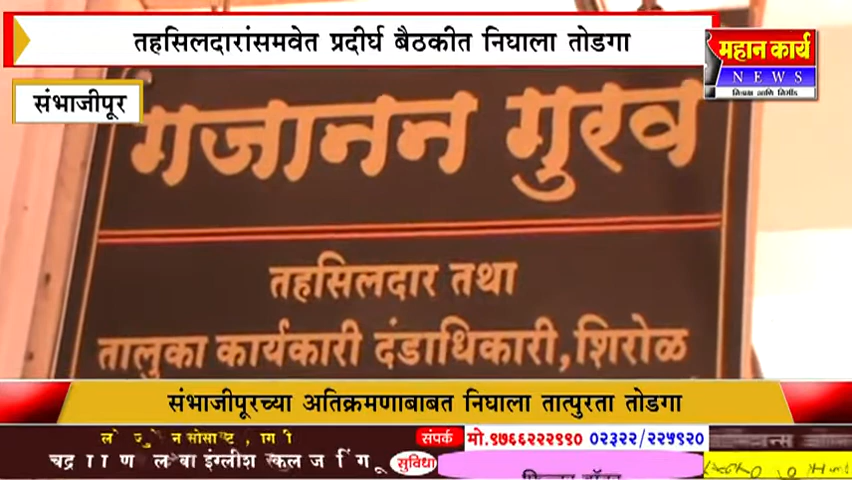 तहसिलदारांसमवेत प्रदीर्घ बैठकीत निघाला तोडगा
महान कार्य
NEWS
संभाजीपूर
गजानन गुरव
तहसिलदार तथा
तालुका कार्यकारी दंडाधिकारी, शिरोळ
संभाजीपूरच्या अतिक्रमणाबाबत निघाला तात्पुरता तोडगा
संपर्क मो.९७६६२२२९९० ०२३२२/२२५९२०
सुविधा